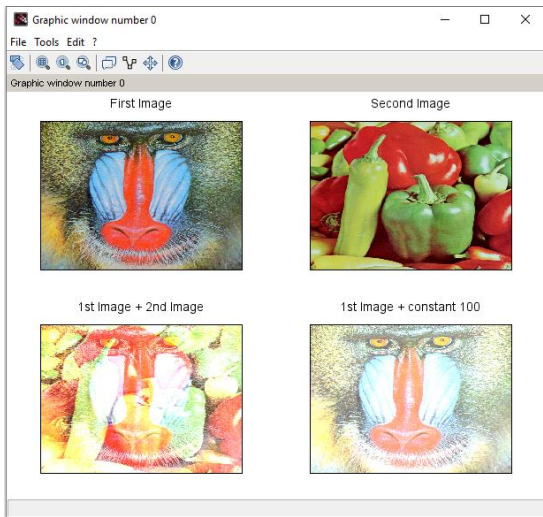 Graphic window number 0
File Tools Edit ?
Graphic window number 0
First Image
Second Image
1st Image + 2nd Image
1st Image + constant 100